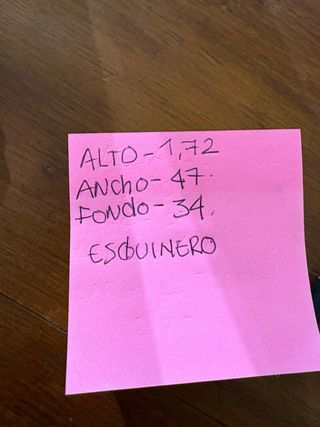 ALTO - 1,72
ANCHO - 47.
FONDO - 34.
ESQUINERO